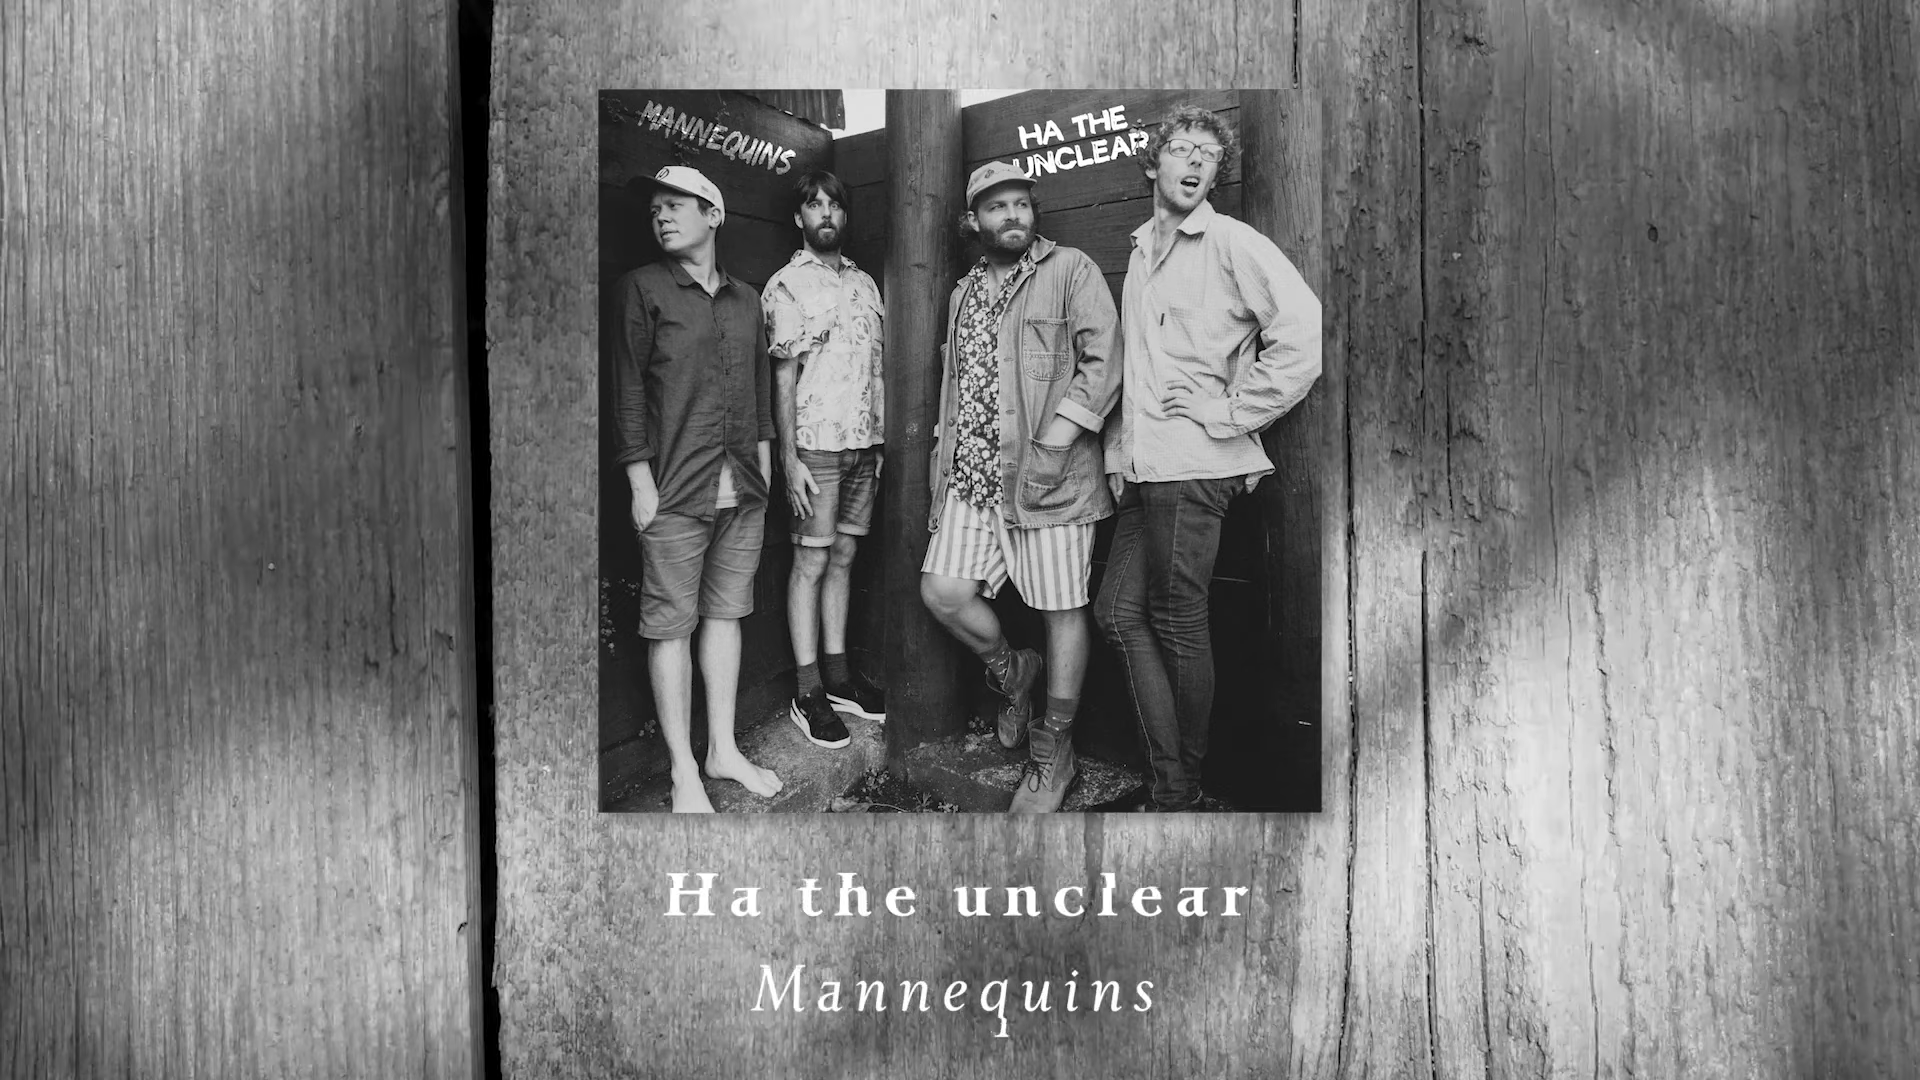 MANNEQUINS
HA THE
UNCLEAR
Ha the unclear
Mannequins